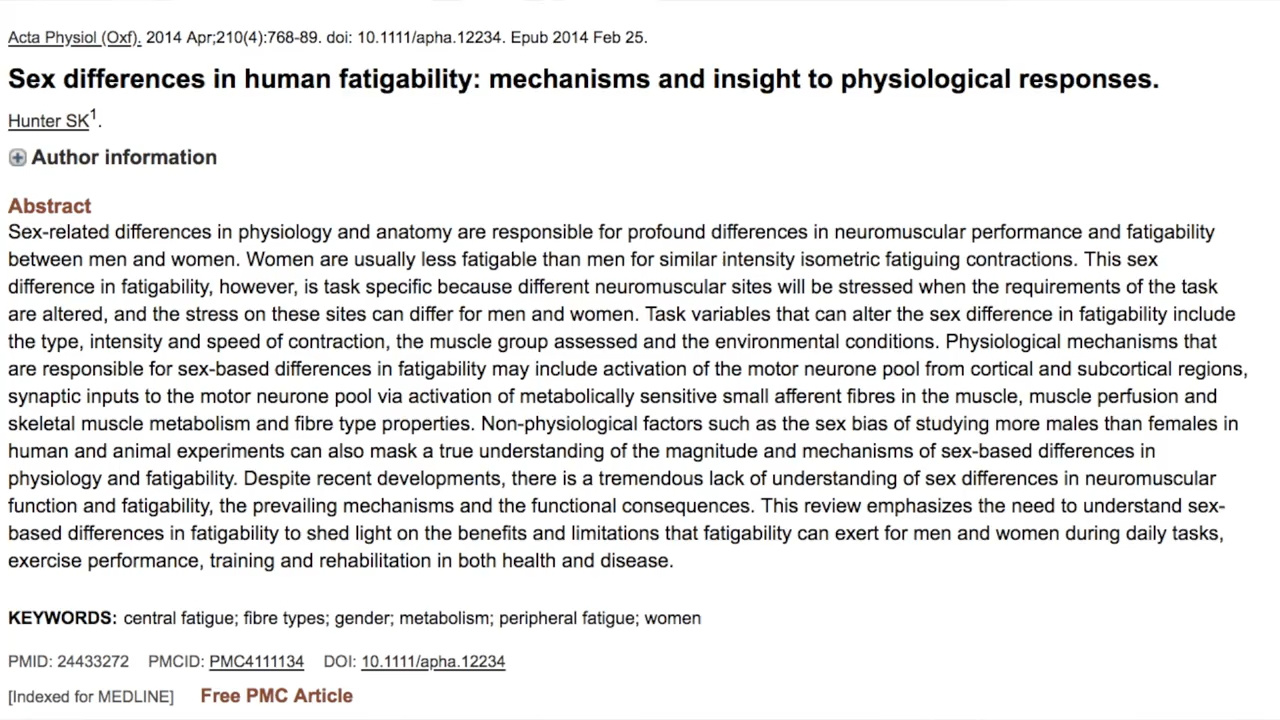 Acta Physiol (Oxf). 2014 Apr;210(4):768-89. doi: 10.1111/apha.12234. Epub 2014 Feb 25.
Sex differences in human fatigability: mechanisms and insight to physiological responses.
Hunter SK1.
Author information
Abstract
Sex-related differences in physiology and anatomy are responsible for profound differences in neuromuscular performance and fatigability
between men and women. Women are usually less fatigable than men for similar intensity isometric fatiguing contractions. This sex
difference in fatigability, however, is task specific because different neuromuscular sites will be stressed when the requirements of the task
are altered, and the stress on these sites can differ for men and women. Task variables that can alter the sex difference in fatigability include
the type, intensity and speed of contraction, the muscle group assessed and the environmental conditions. Physiological mechanisms that
are responsible for sex-based differences in fatigability may include activation of the motor neurone pool from cortical and subcortical regions,
synaptic inputs to the motor neurone pool via activation of metabolically sensitive small afferent fibres in the muscle, muscle perfusion and
skeletal muscle metabolism and fibre type properties. Non-physiological factors such as the sex bias of studying more males than females in
human and animal experiments can also mask a true understanding of the magnitude and mechanisms of sex-based differences in
physiology and fatigability. Despite recent developments, there is a tremendous lack of understanding of sex differences in neuromuscular
function and fatigability, the prevailing mechanisms and the functional consequences. This review emphasizes the need to understand sex-
based differences in fatigability to shed light on the benefits and limitations that fatigability can exert for men and women during daily tasks,
exercise performance, training and rehabilitation in both health and disease.
KEYWORDS: central fatigue; fibre types; gender; metabolism; peripheral fatigue; women
PMID: 24433272 PMCID: PMC4111134 DOI: 10.1111/apha.12234
[Indexed for MEDLINE] Free PMC Article